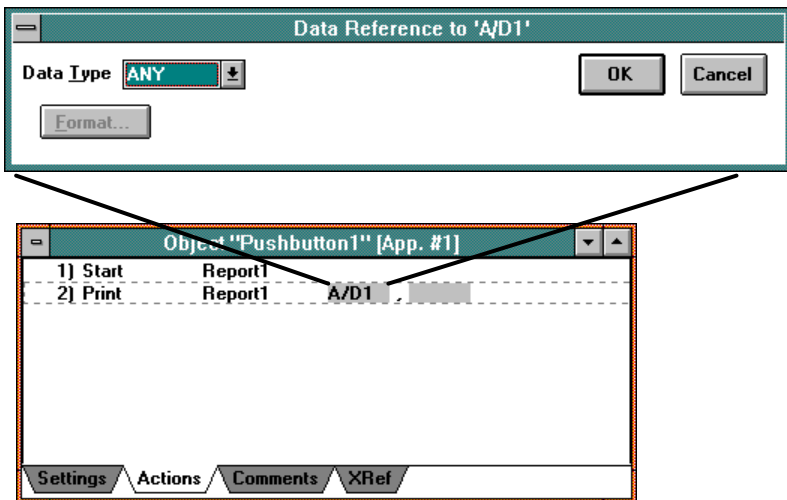 Data Reference to 'A/D1'
Data Type ANY OK Cancel
Format...
Object "Pushbutton1" [App. #1]
1) Start Report1
2) Print Report1 A/D1 ,
Settings Actions Comments XRef